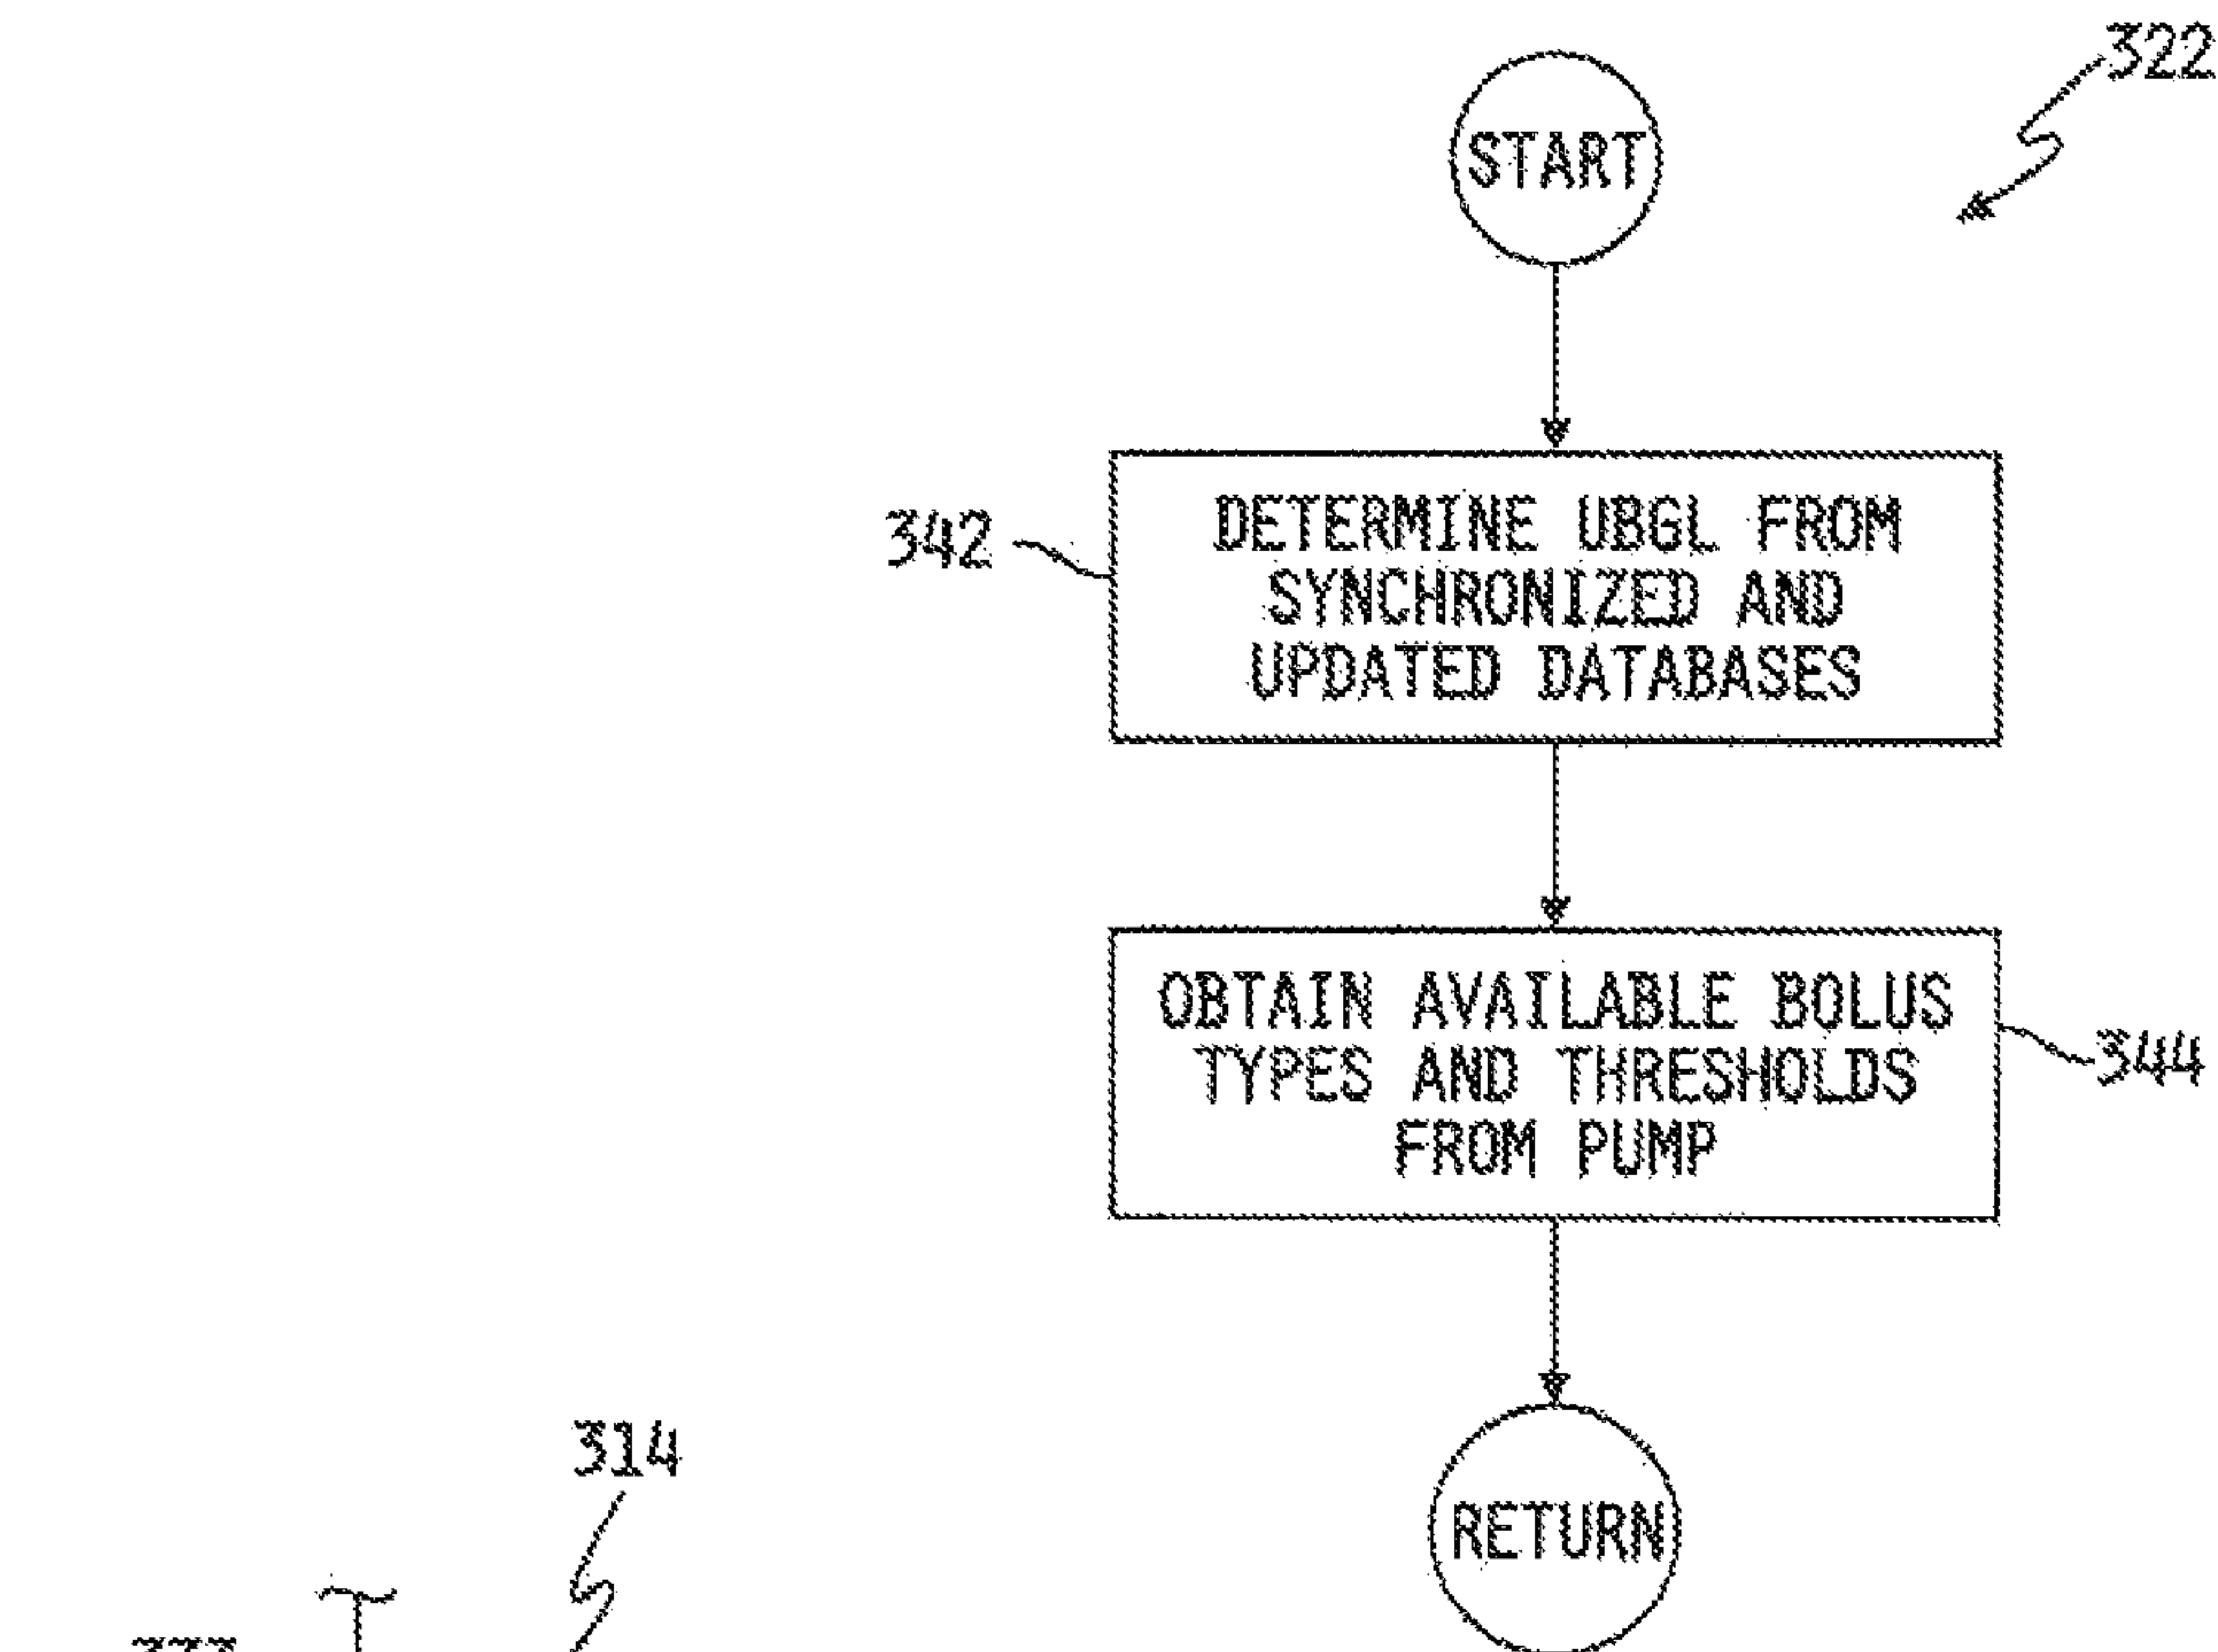 322
START
342
DETERMINE UBGL FROM
SYNCHRONIZED AND
UPDATED DATABASES
OBTAIN AVAILABLE BOLUS
TYPES AND THRESHOLDS
FROM PUMP
344
314
RETURN